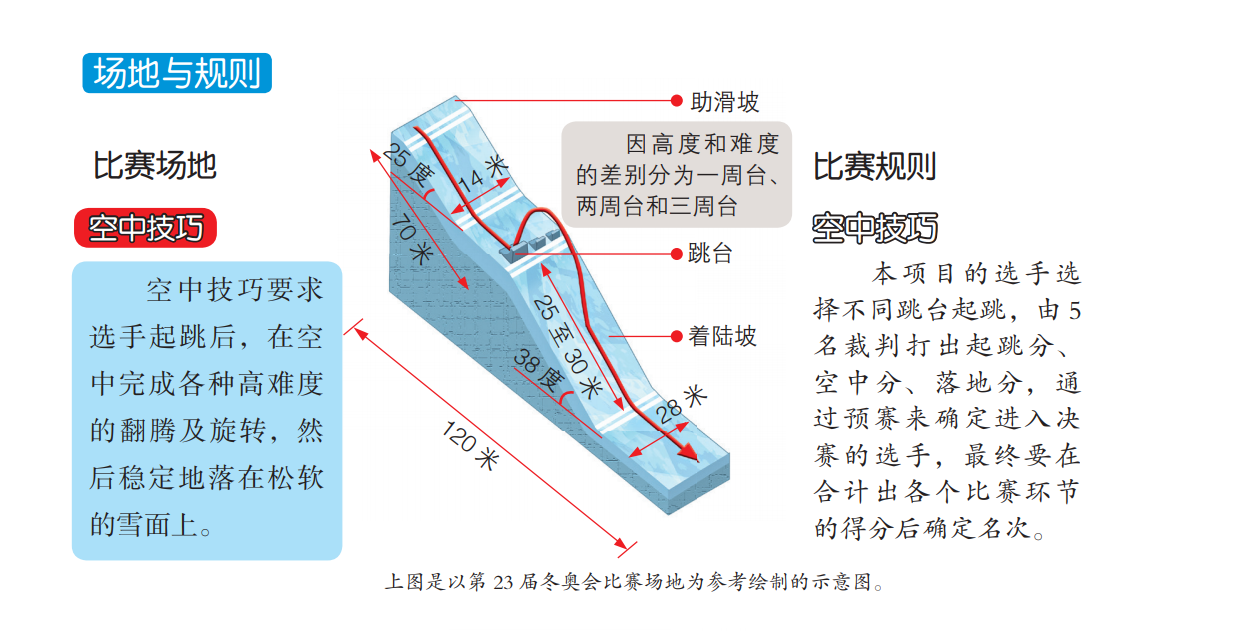 场地与规则
比赛场地
空中技巧
空中技巧要求
选手起跳后，在空
中完成各种高难度
的翻腾及旋转，然
后稳定地落在松软
的雪面上。
助滑坡
因高度和难度
的差别分为一周台、
两周台和三周台
跳台
着陆坡
25 度
14 米
70 米
25 至 30 米
38 度
28 米
120 米
比赛规则
空中技巧
本项目的选手选
择不同跳台起跳，由 5
名裁判打出起跳分、
空中分、落地分，通
过预赛来确定进入决
赛的选手，最终要在
合计出各个比赛环节
的得分后确定名次。
上图是以第 23 届冬奥会比赛场地为参考绘制的示意图。